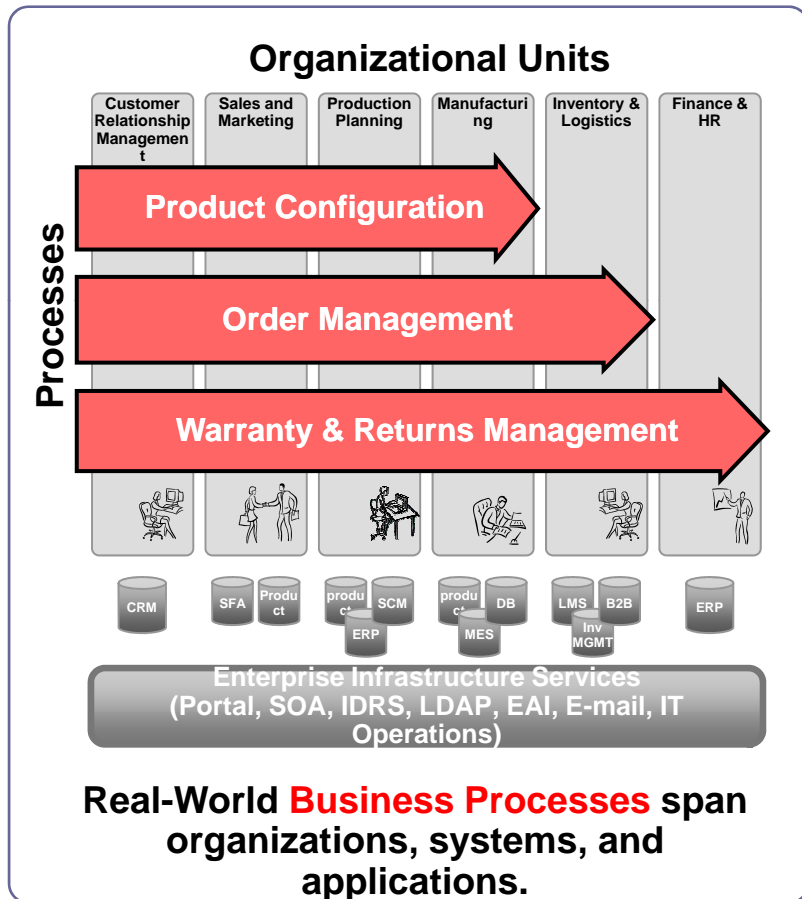 Organizational Units
Customer
Relationship
Managemen
t
Sales and
Marketing
Production
Planning
Manufacturi
ng
Inventory &
Logistics
Finance &
HR
Processes
Product Configuration
Order Management
Warranty & Returns Management
CRM
SFA
Produ
ct
produ
ct
SCM
ERP
produ
ct
DB
MES
LMS
B2B
Inv
MGMT
ERP
Enterprise Infrastructure Services
(Portal, SOA, IDRS, LDAP, EAI, E-mail, IT
Operations)
Real-World Business Processes span
organizations, systems, and
applications.